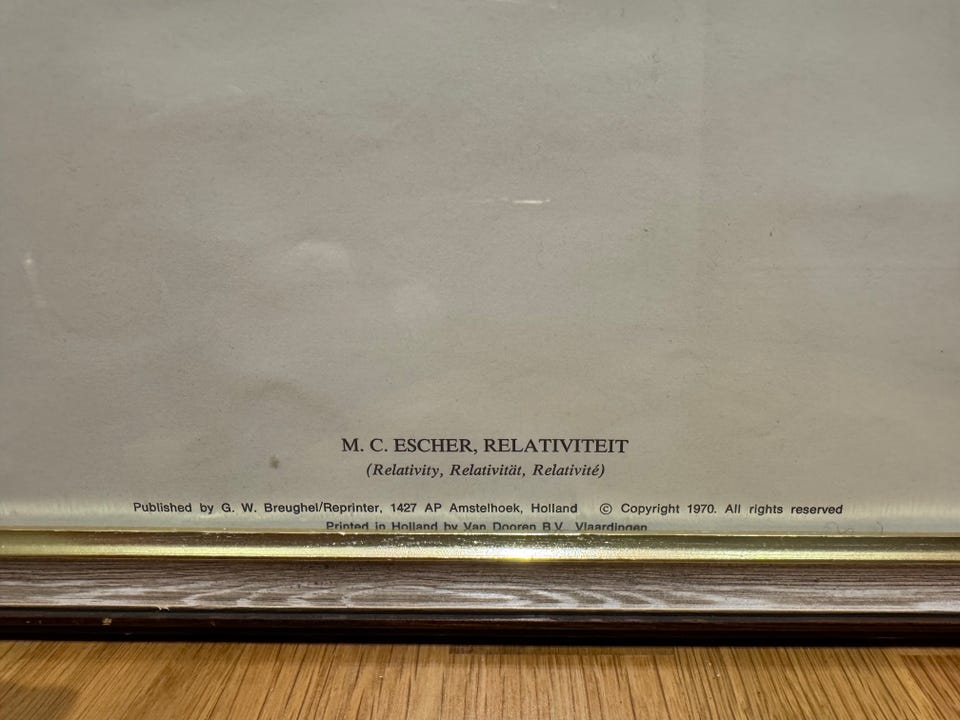 M. C. ESCHER, RELATIVITEIT
(Relativity, Relativität, Relativité)
Published by G. W. Breughel/Reprinter, 1427 AP Amstelhoek, Holland © Copyright 1970. All rights reserved
Printed in Holland by Van Dooren B.V. Vlaardingen